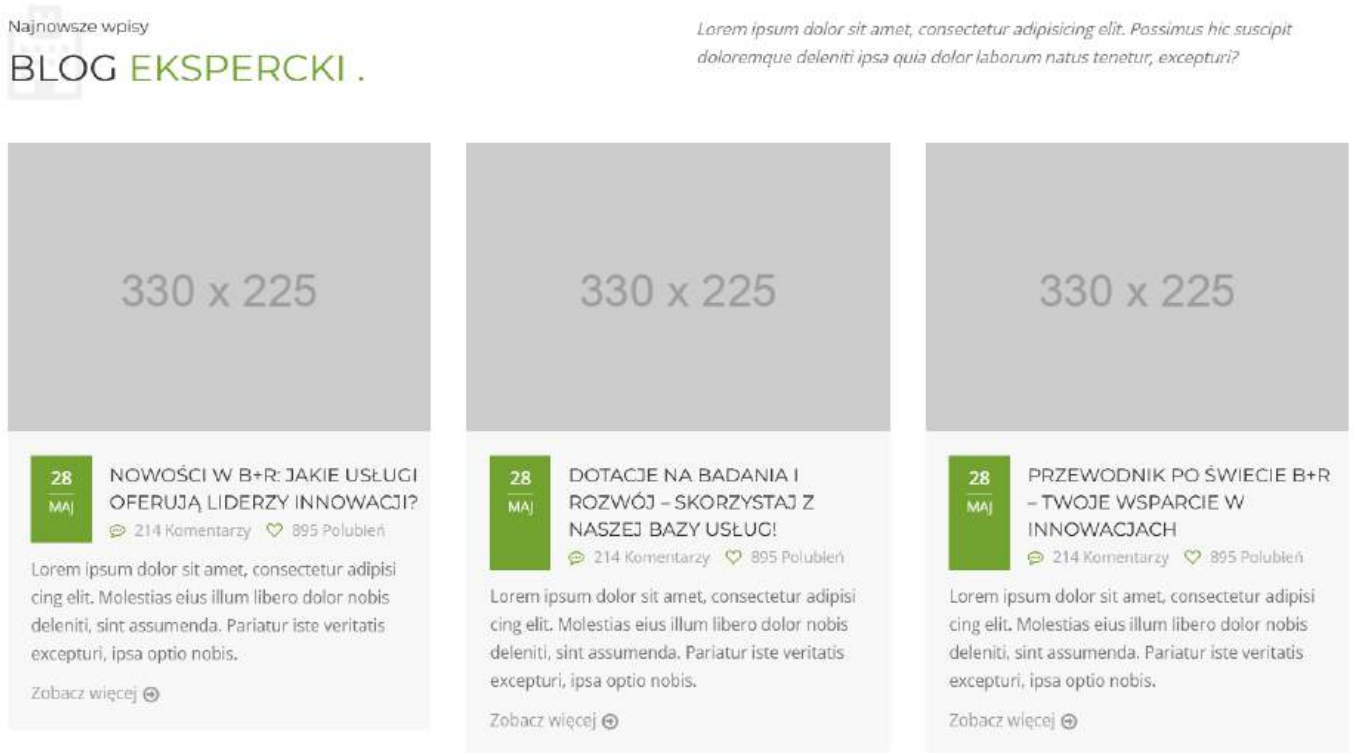 Najnowsze wpisy
BLOG EKSPERCKI .
Lorem ipsum dolor sit amet, consectetur adipisicing elit. Possimus hic suscipit
doloremque deleniti ipsa quia dolor laborum natus tenetur, excepturi?
330 x 225
28
MAJ
NOWOŚCI W B+R: JAKIE USŁUGI
OFERUJĄ LIDERZY INNOWACJI?
214 Komentarzy 895 Polubień
Lorem ipsum dolor sit amet, consectetur adipisi
cing elit. Molestias eius illum libero dolor nobis
deleniti, sint assumenda. Pariatur iste veritatis
excepturi, ipsa optio nobis.
Zobacz więcej
330 x 225
28
MAJ
DOTACJE NA BADANIA I
ROZWÓJ – SKORZYSTAJ Z
NASZEJ BAZY USŁUG!
214 Komentarzy 895 Polubień
Lorem ipsum dolor sit amet, consectetur adipisi
cing elit. Molestias eius illum libero dolor nobis
deleniti, sint assumenda. Pariatur iste veritatis
excepturi, ipsa optio nobis.
Zobacz więcej
330 x 225
28
MAJ
PRZEWODNIK PO ŚWIECIE B+R
– TWOJE WSPARCIE W
INNOWACJACH
214 Komentarzy 895 Polubień
Lorem ipsum dolor sit amet, consectetur adipisi
cing elit. Molestias eius illum libero dolor nobis
deleniti, sint assumenda. Pariatur iste veritatis
excepturi, ipsa optio nobis.
Zobacz więcej